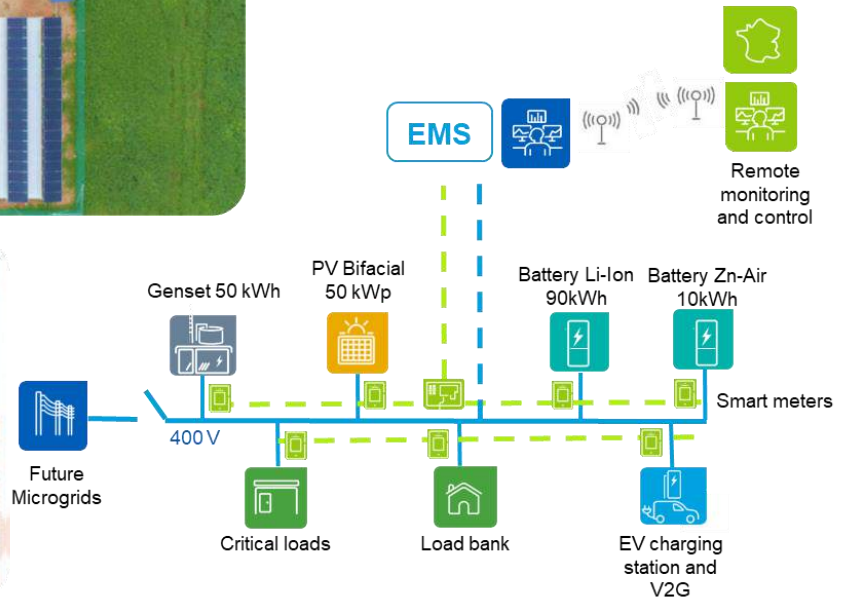 EMS
Remote
monitoring
and control
Genset 50 kWh
PV Bifacial
50 kWp
Battery Li-Ion
90kWh
Battery Zn-Air
10kWh
Smart meters
400 V
Future
Microgrids
Critical loads
Load bank
EV charging
station and
V2G